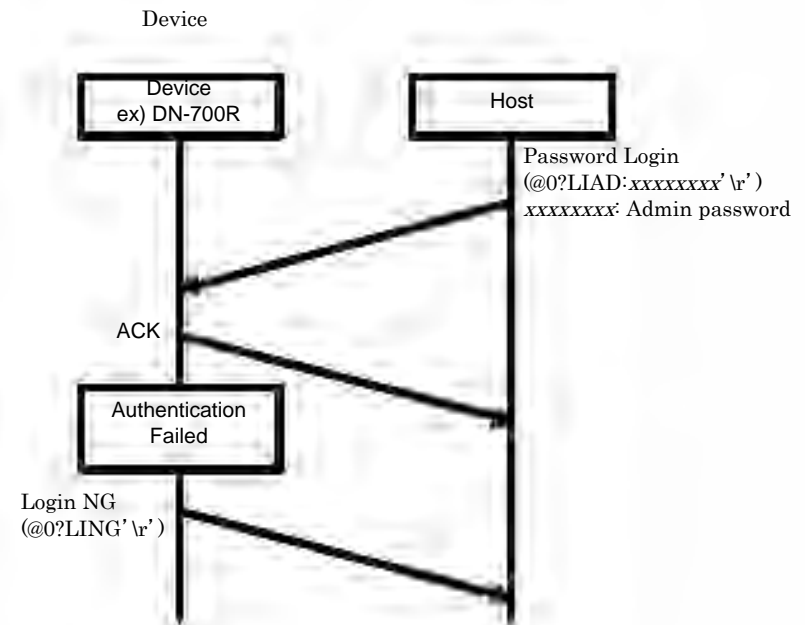 Device
Device
ex) DN-700R
Host
Password Login
(@0?LIAD:xxxxxxxx’\r’)
xxxxxxxx: Admin password
ACK
Authentication
Failed
Login NG
(@0?LING’\r’)